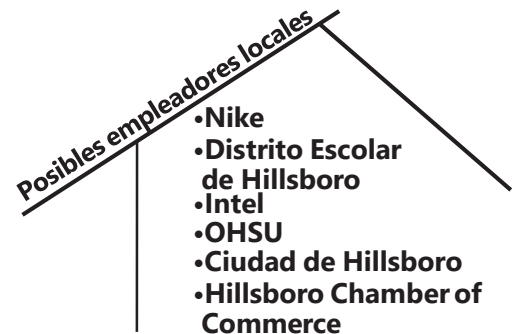 Posibles empleadores locales
•Nike
•Distrito Escolar
de Hillsboro
•Intel
•OHSU
•Ciudad de Hillsboro
•Hillsboro Chamber of
Commerce